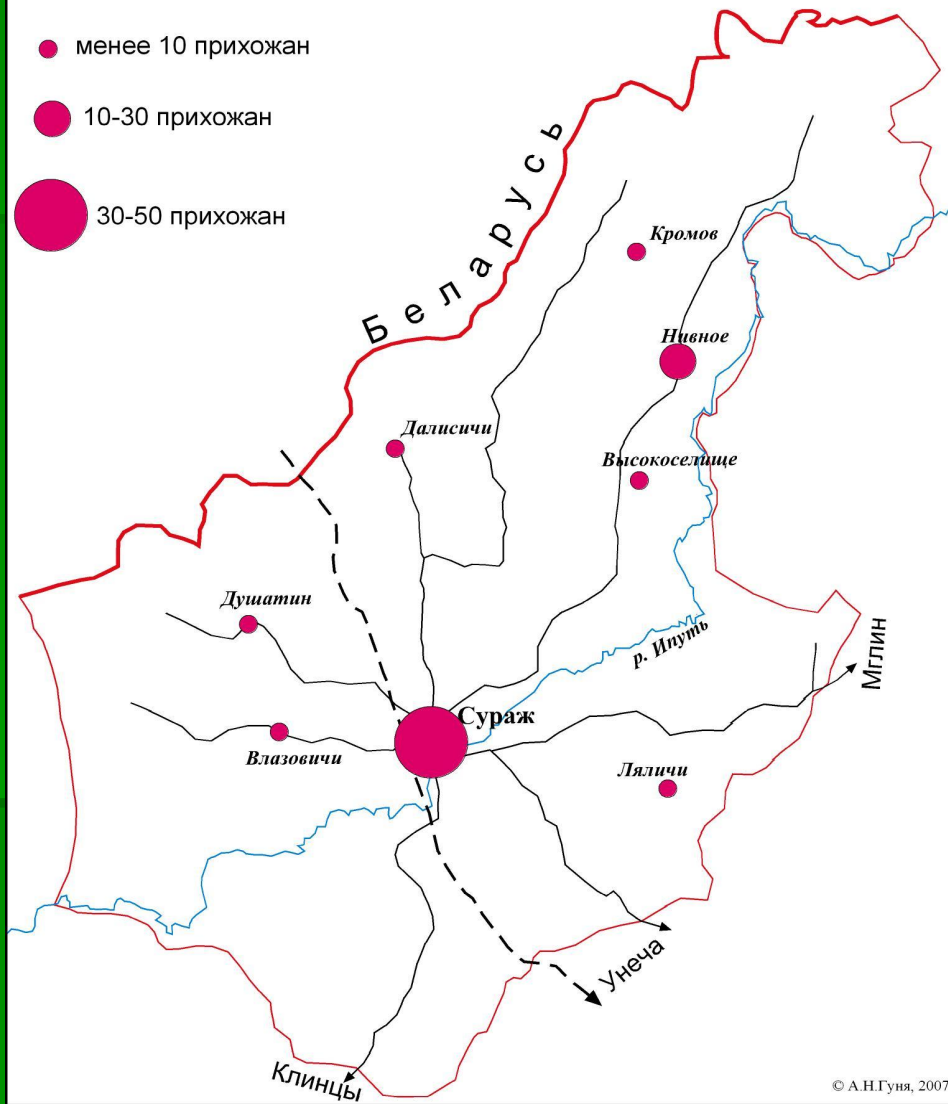 менее 10 прихожан
10-30 прихожан
30-50 прихожан
Беларусь
Кромов
Нивное
Далисичи
Высокоселище
Душатин
р. Ипуть
Мглин
Сураж
Влазовичи
Ляличи
Унеча
Клинцы
© А.Н.Гуня, 2007